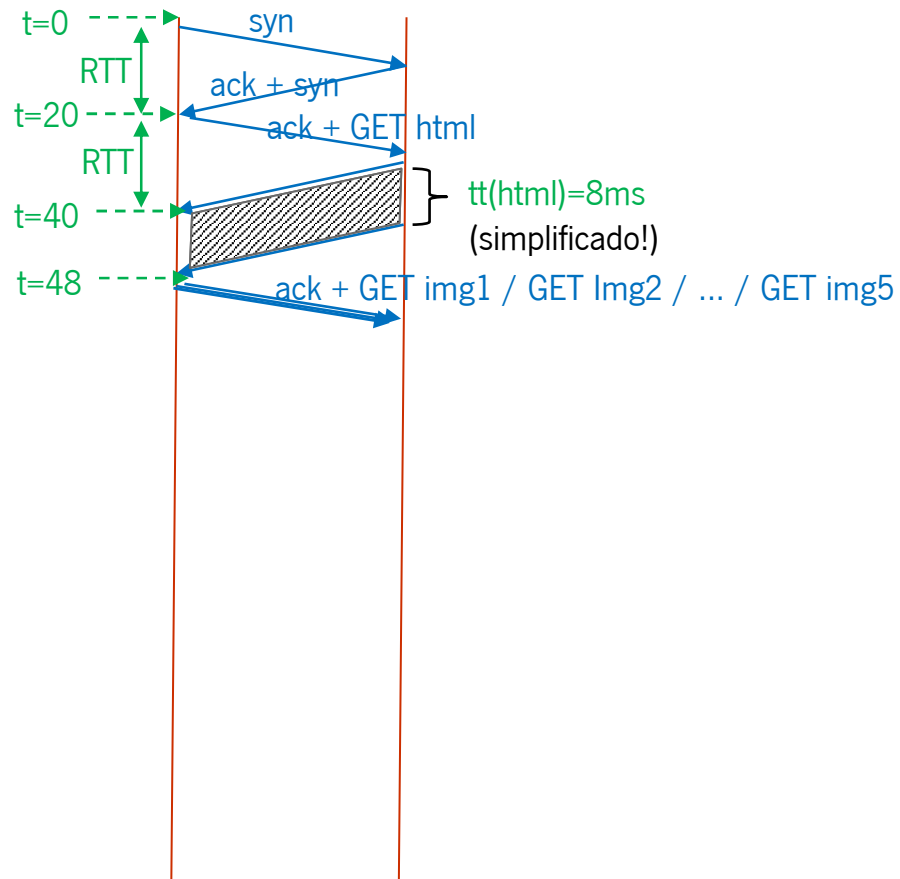 t=0
syn
RTT
ack + syn
t=20
ack + GET html
RTT
t=40
tt(html)=8ms
(simplificado!)
t=48
ack + GET img1 / GET Img2 / ... / GET img5